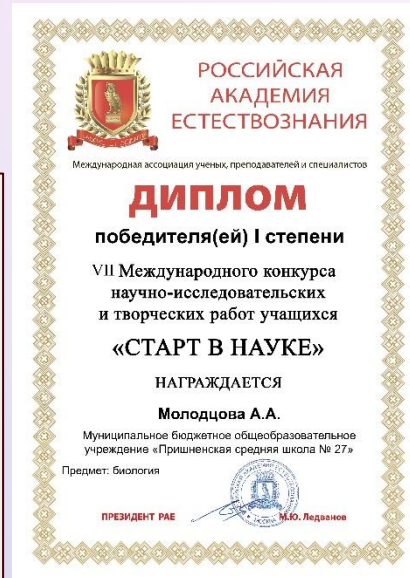 РОССИЙСКАЯ
АКАДЕМИЯ
ЕСТЕСТВОЗНАНИЯ
Международная ассоциация ученых, преподавателей и специалистов
ДИПЛОМ
победителя(ей) I степени
VII Международного конкурса
научно-исследовательских
и творческих работ учащихся
«СТАРТ В НАУКЕ»
НАГРАЖДАЕТСЯ
Молодцова А.А.
Муниципальное бюджетное общеобразовательное
учреждение «Пришненская средняя школа № 27»
Предмет: биология
ПРЕЗИДЕНТ РАЕ
М.Ю. Ледванов